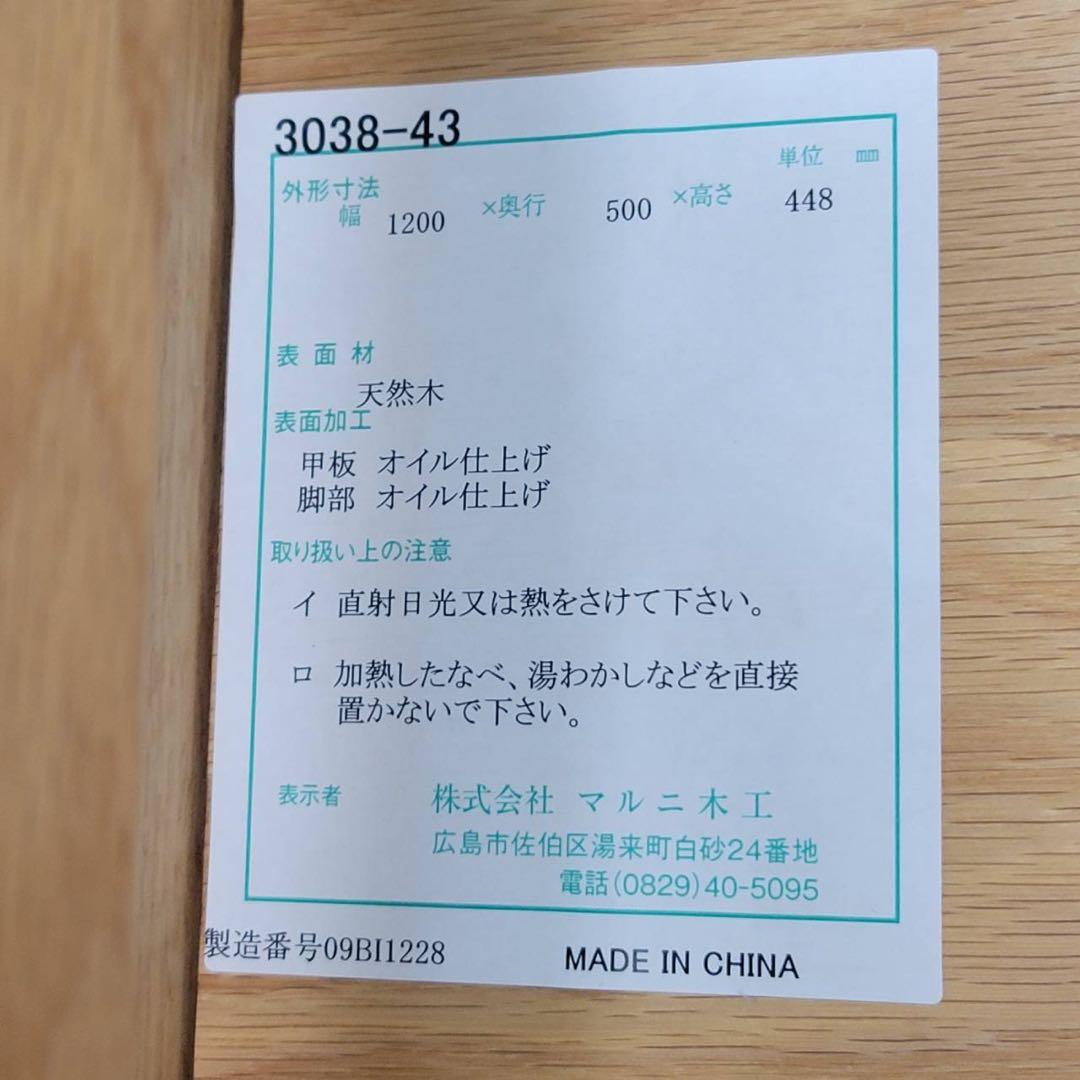 3038-43
単位 mm
外形寸法
幅 1200 ×奥行 500 ×高さ 448
表面材
天然木
表面加工
甲板 オイル仕上げ
脚部 オイル仕上げ
取り扱い上の注意
イ 直射日光又は熱をさけて下さい。
ロ 加熱したなべ、湯わかしなどを直接
置かないで下さい。
表示者 株式会社 マルニ木工
広島市佐伯区湯来町白砂24番地
電話(0829)40-5095
製造番号09BI1228 MADE IN CHINA